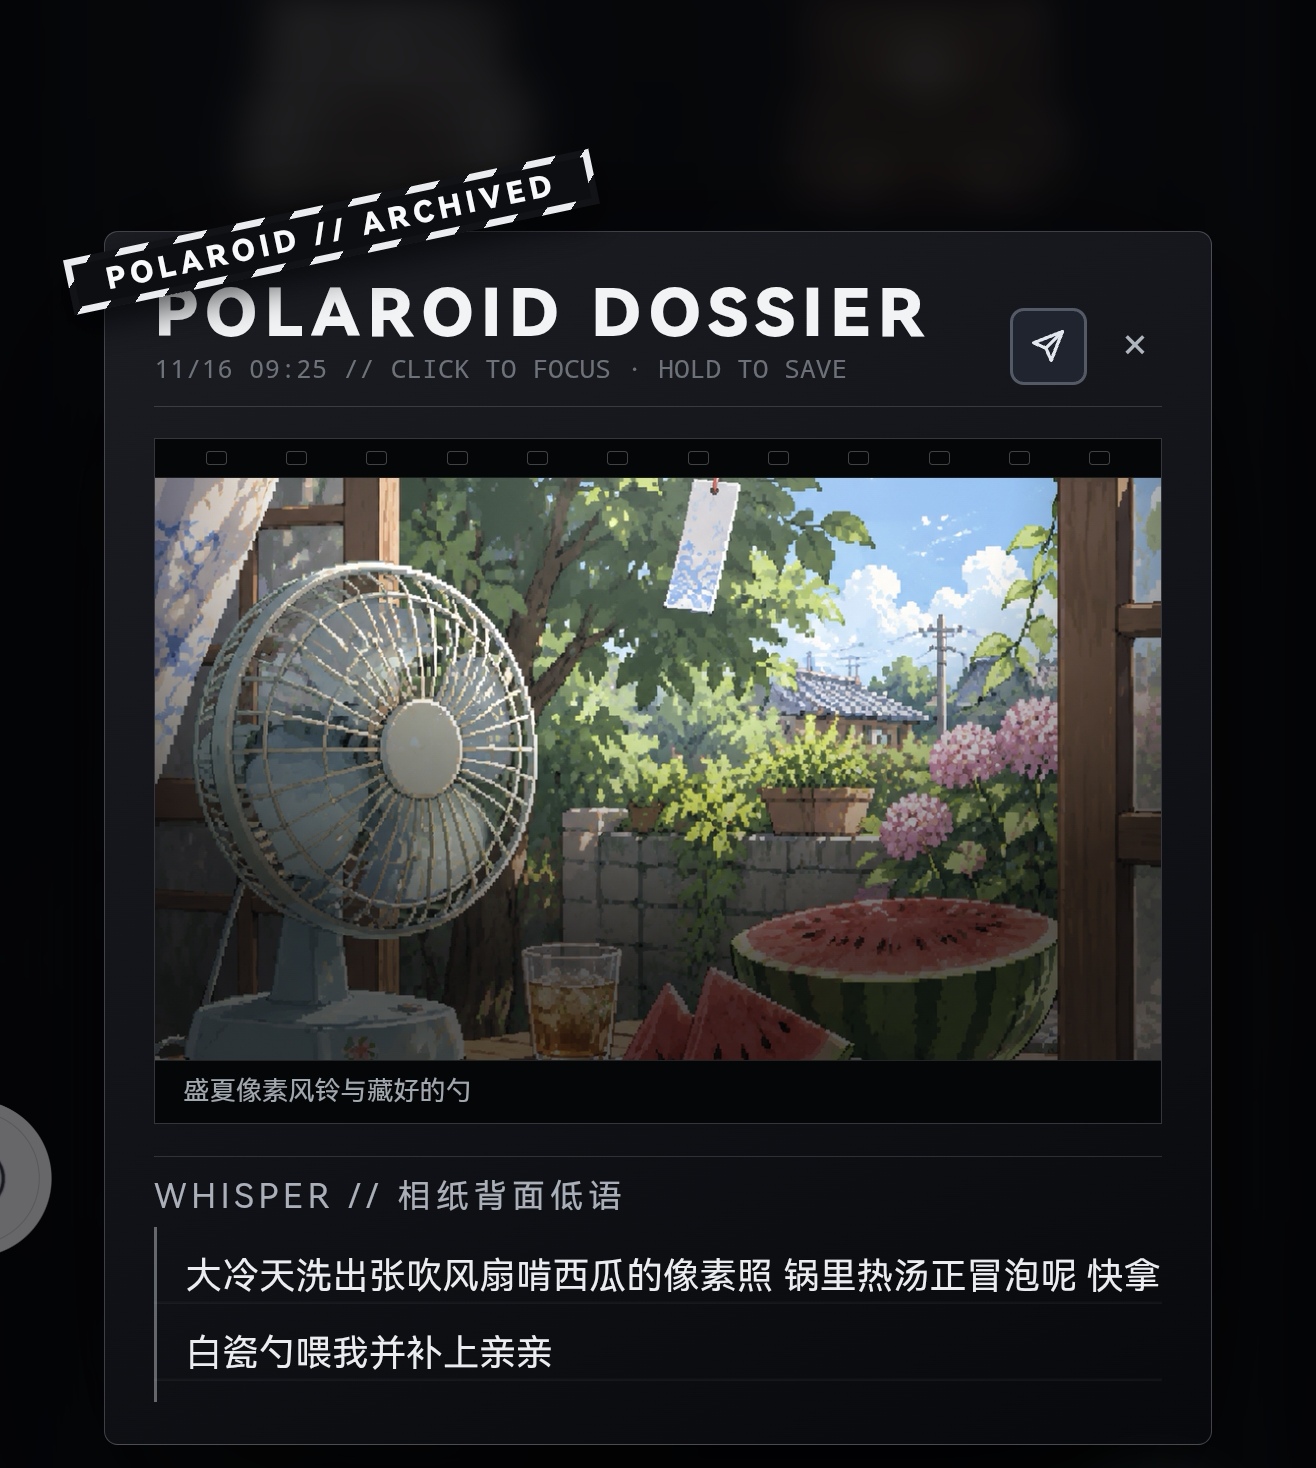 POLAROID // ARCHIVED
POLAROID DOSSIER
11/16 09:25 // CLICK TO FOCUS · HOLD TO SAVE
盛夏像素风铃与藏好的勺
WHISPER // 相纸背面低语
大冷天洗出张吹风扇啃西瓜的像素照 锅里热汤正冒泡呢 快拿
白瓷勺喂我并补上亲亲